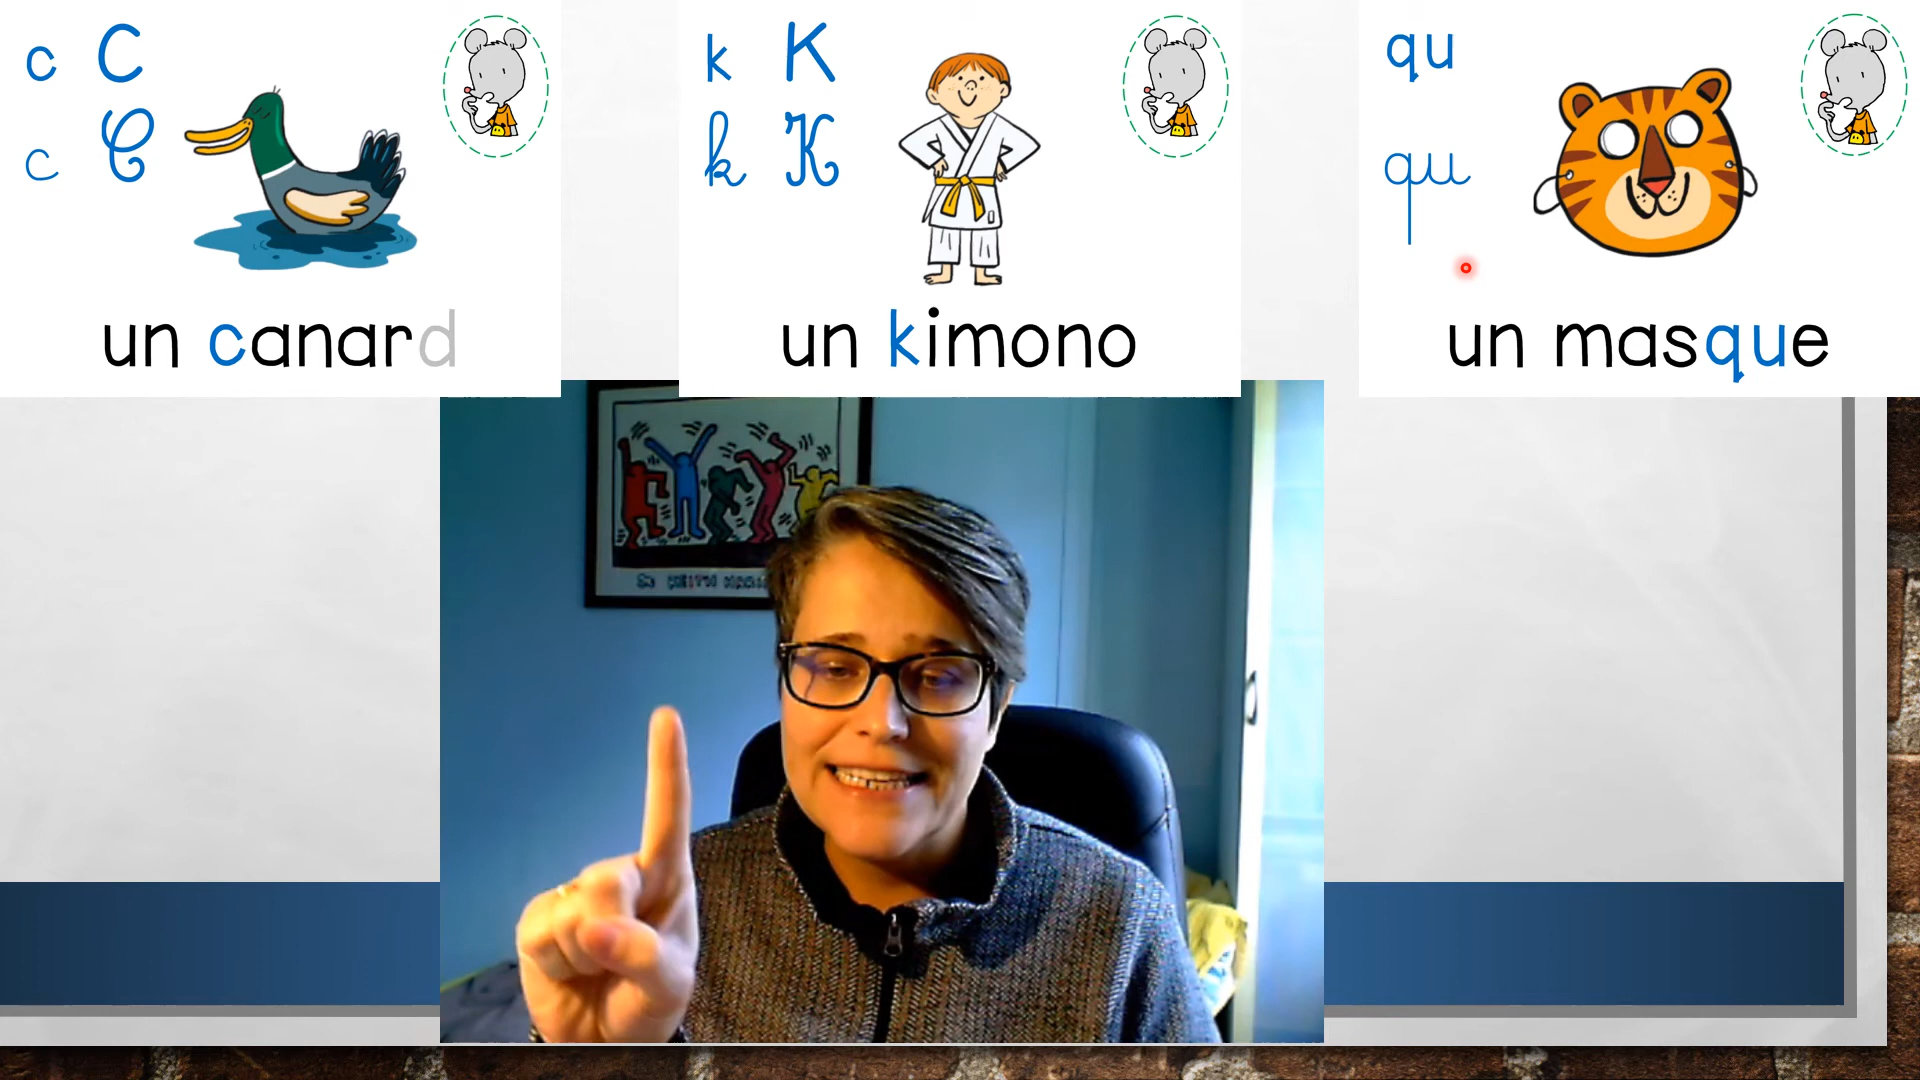 c C
c C
un canard
k K
k K
un kimono
qu
qu
un masque